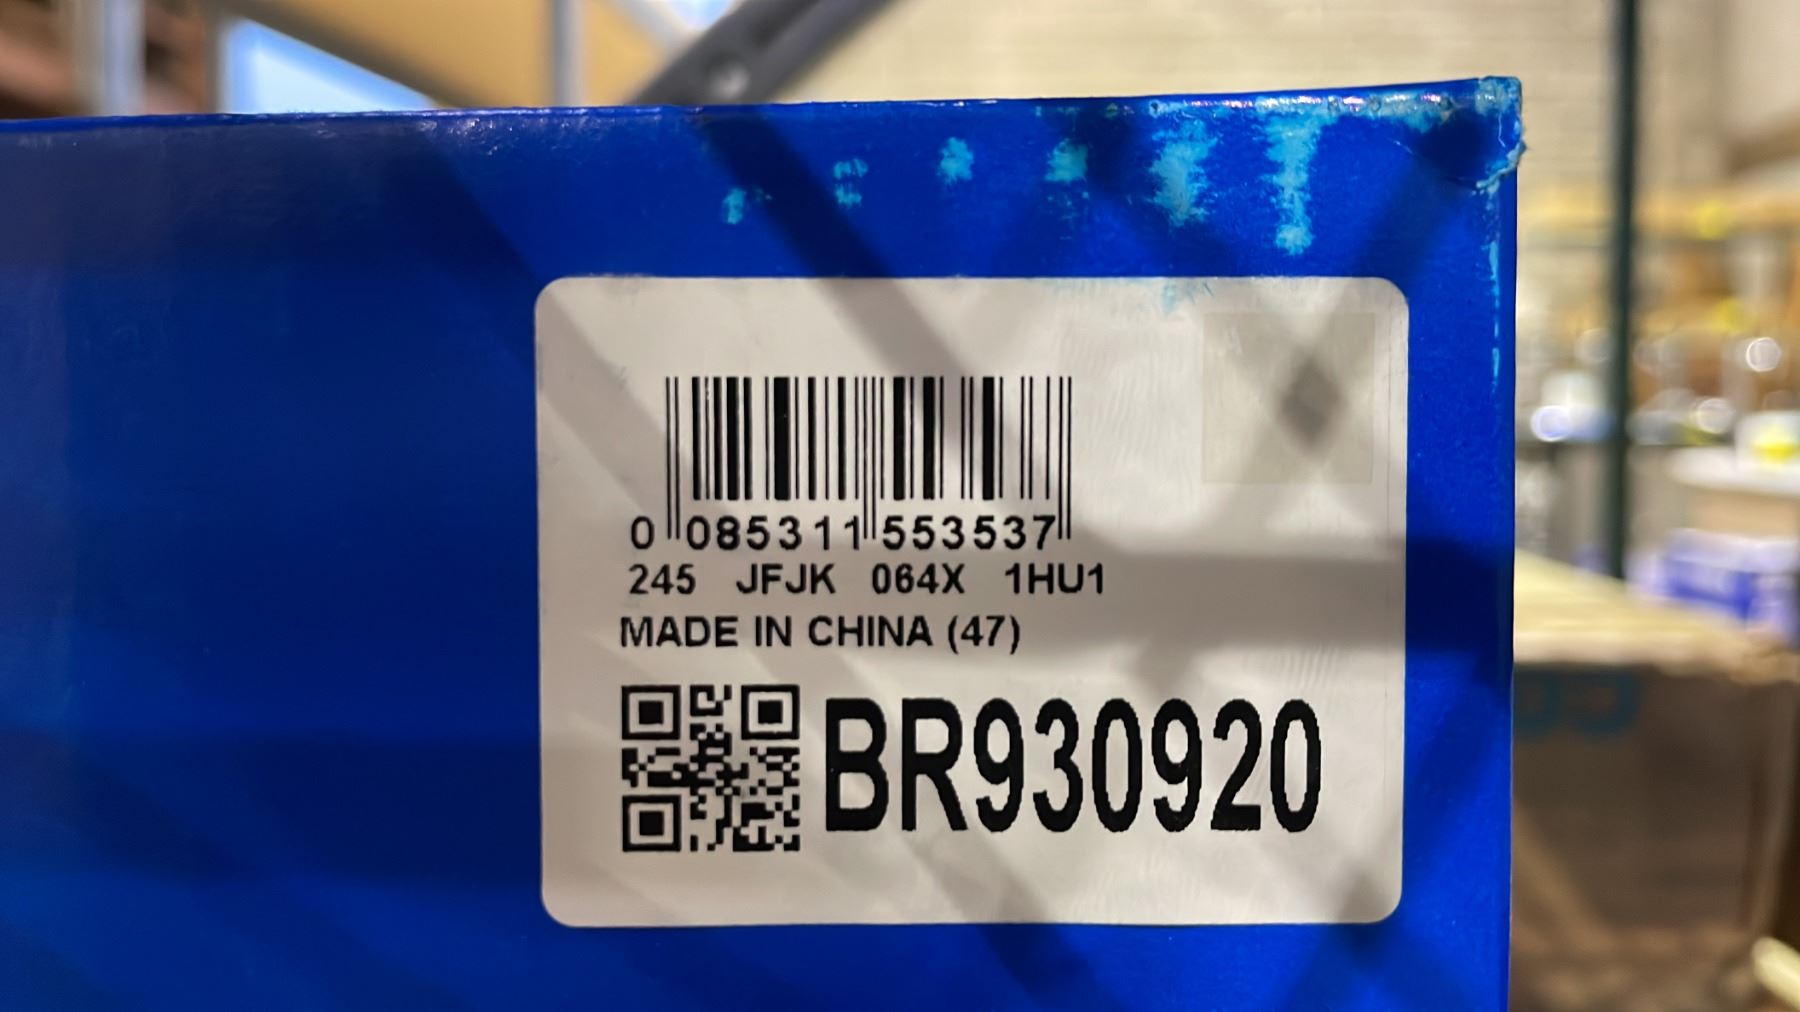 0 085311 553537
245 JFJK 064X 1HU1
MADE IN CHINA (47)
BR930920